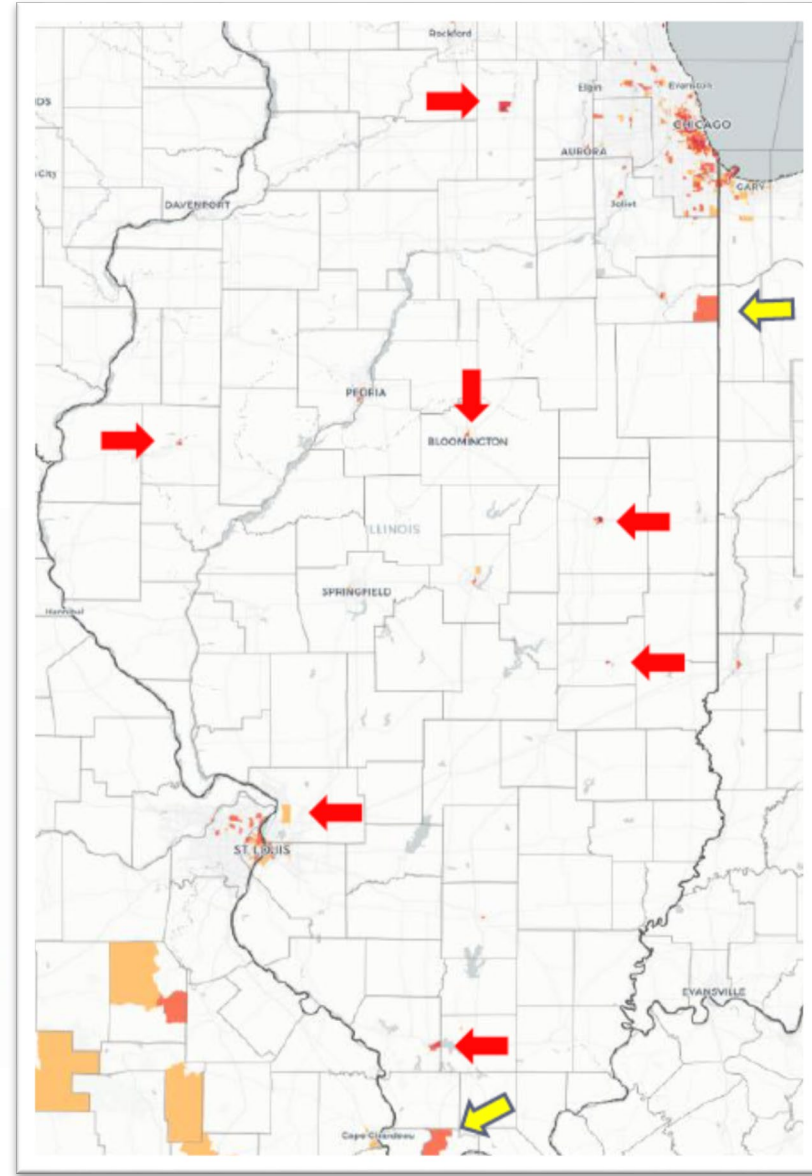 Rockford
Elgin
Evanston
CHICAGO
AURORA
GARY
Joliet
DAVENPORT
PEORIA
BLOOMINGTON
ILLINOIS
SPRINGFIELD
Hannibal
ST. LOUIS
EVANSVILLE
Cape Girardeau